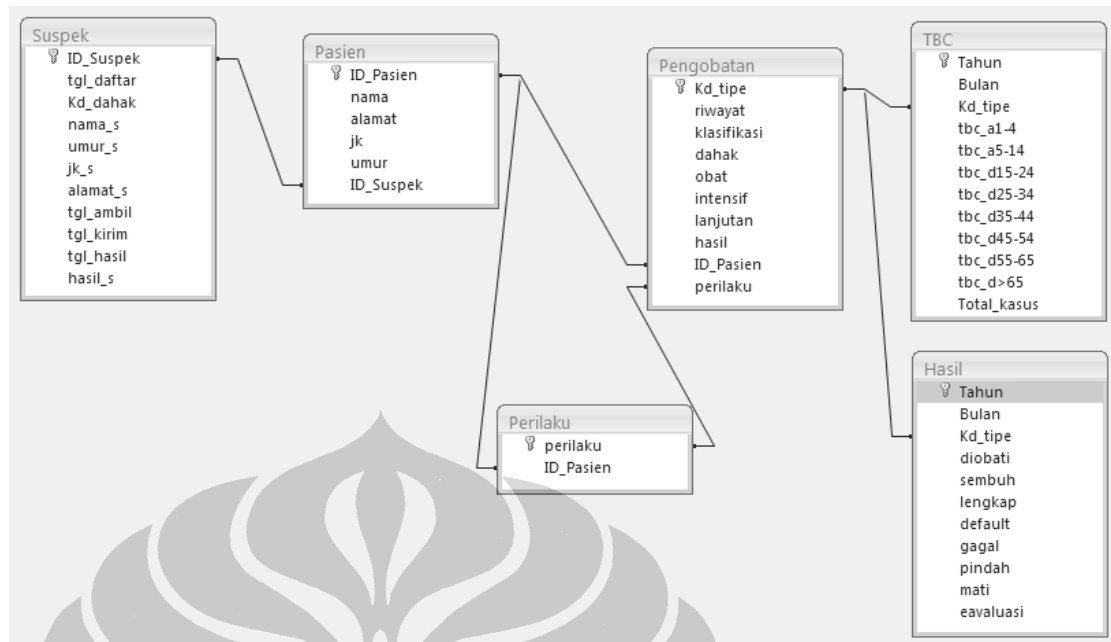 Suspek
ID_Suspek
tgl_daftar
Kd_dahak
nama_s
umur_s
jk_s
alamat_s
tgl_ambil
tgl_kirim
tgl_hasil
hasil_s
Pasien
ID_Pasien
nama
alamat
jk
umur
ID_Suspek
Pengobatan
Kd_tipe
riwayat
klasifikasi
dahak
obat
intensif
lanjutan
hasil
ID_Pasien
perilaku
TBC
Tahun
Bulan
Kd_tipe
tbc_a1-4
tbc_a5-14
tbc_d15-24
tbc_d25-34
tbc_d35-44
tbc_d45-54
tbc_d55-65
tbc_d>65
Total_kasus
Perilaku
perilaku
ID_Pasien
Hasil
Tahun
Bulan
Kd_tipe
diobati
sembuh
lengkap
default
gagal
pindah
mati
eavaluasi